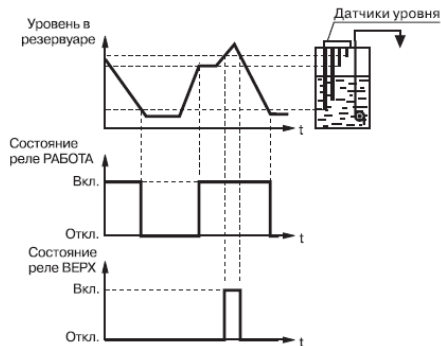 Уровень в
резервуаре
Датчики уровня
t
Состояние
реле РАБОТА
Вкл.
Откл.
t
Состояние
реле ВЕРХ
Вкл.
Откл.
t